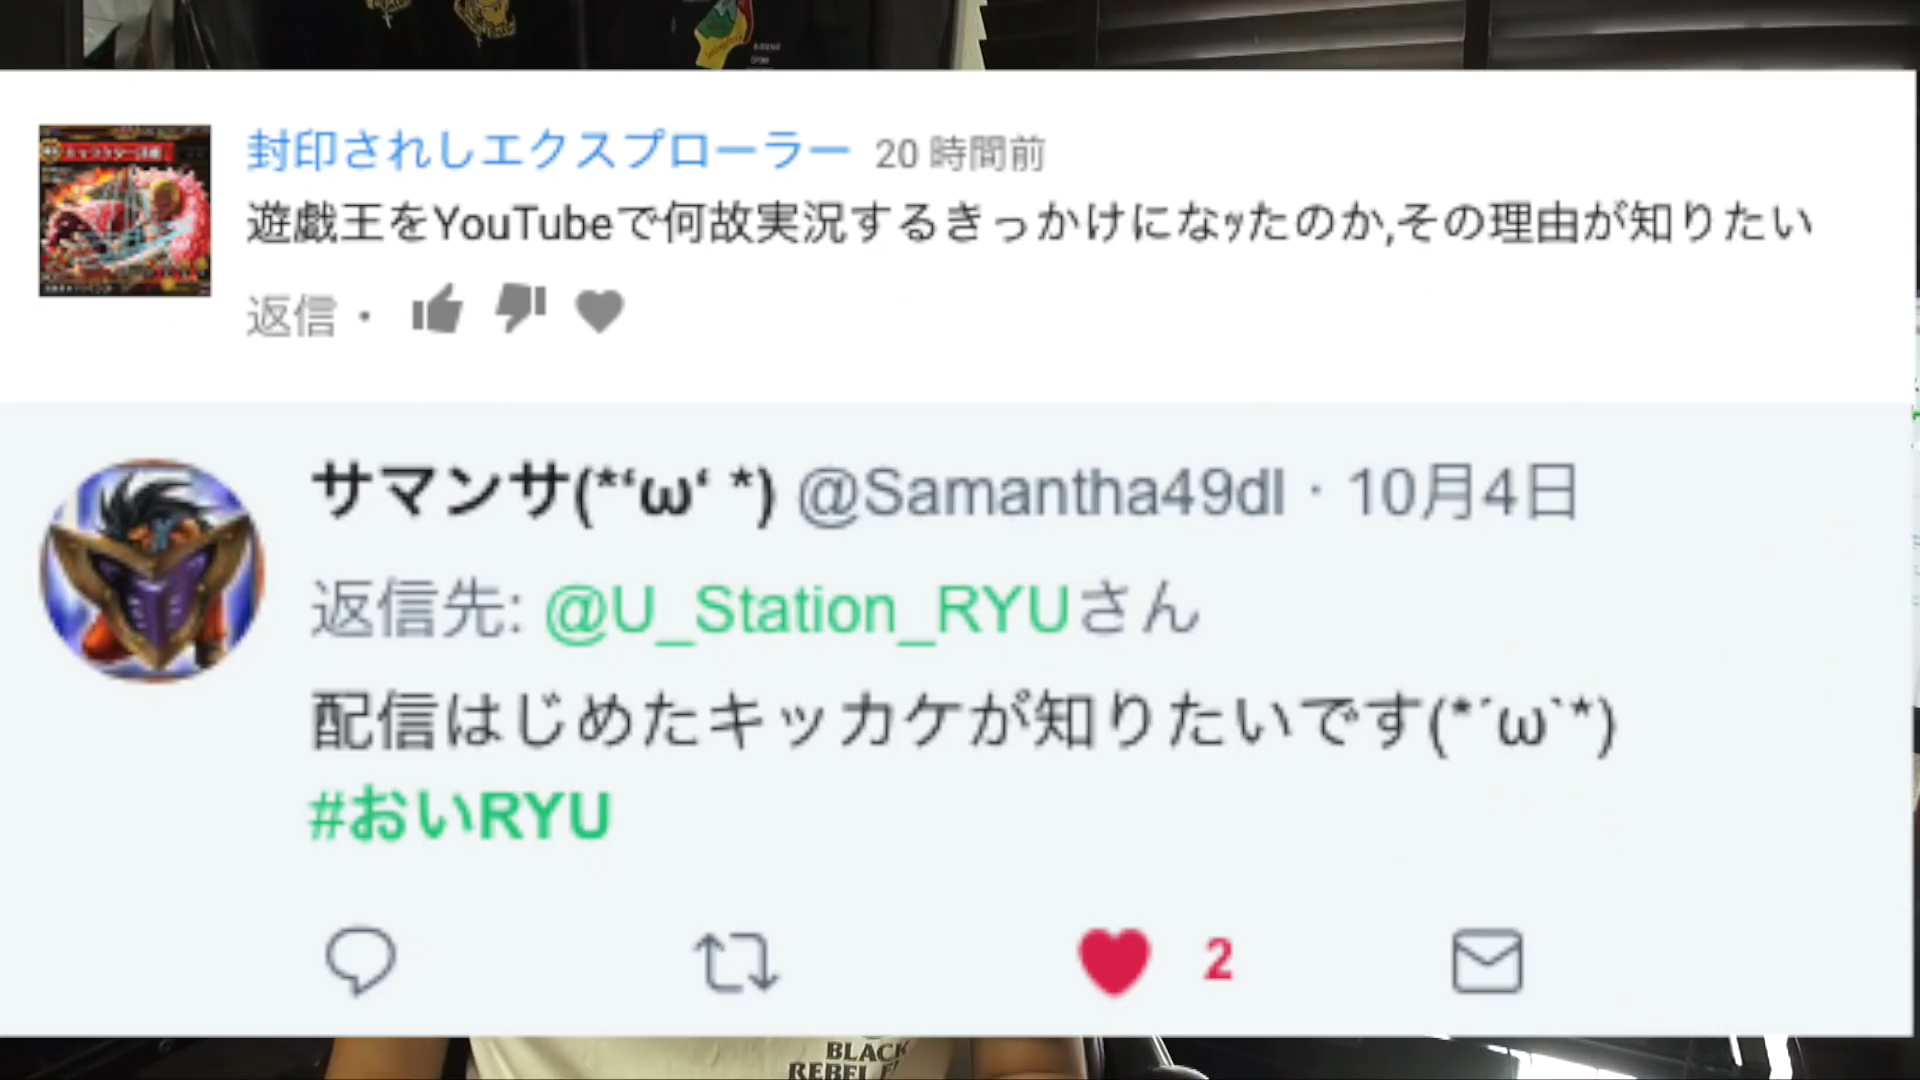 封印されしエクスプローラー 20 時間前
遊戯王をYouTubeで何故実況するきっかけになｯたのか,その理由が知りたい
返信・
サマンサ(*‘ω‘ *) @Samantha49dl · 10月4日
返信先: @U_Station_RYUさん
配信はじめたキッカケが知りたいです(*´ω`*)
#おいRYU
2
BLACK
REBEL